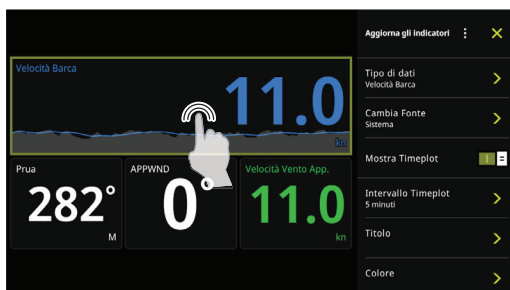 Aggiorna gli indicatori
Velocità Barca
11.0
kn
Prua
282°
M
APPWND
0°
Velocità Vento App.
11.0
kn
Tipo di dati
Velocità Barca
Cambia Fonte
Sistema
Mostra Timeplot
Intervallo Timeplot
5 minuti
Titolo
Colore